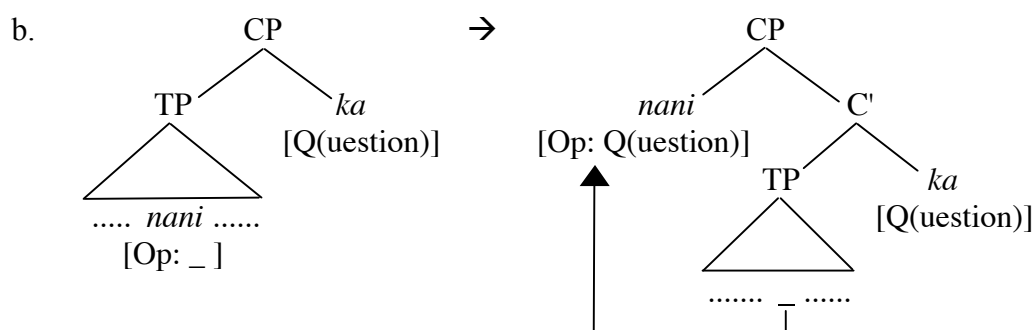 b. CP → CP
TP ka nani C'
[Q(uestion)] [Op: Q(uestion)]
TP ka
..... nani ...... [Q(uestion)]
[Op: _ ]
....... _ ......